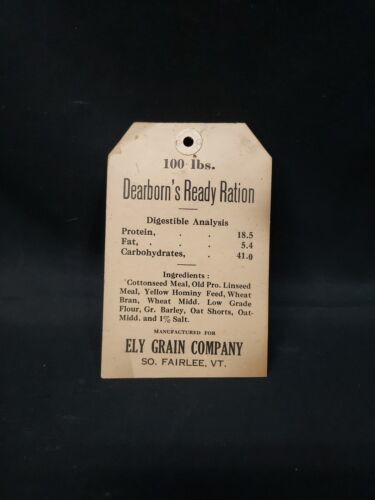 100 lbs.
Dearborn's Ready Ration
Digestible Analysis
Protein, . . 18.5
Fat, . . . 5.4
Carbohydrates, . 41.0
Ingredients :
Cottonseed Meal, Old Pro. Linseed
Meal, Yellow Hominy Feed, Wheat
Bran, Wheat Midd. Low Grade
Flour, Gr. Barley, Oat Shorts, Oat-
Midd. and 1% Salt.
MANUFACTURED FOR
ELY GRAIN COMPANY
SO. FAIRLEE, VT.